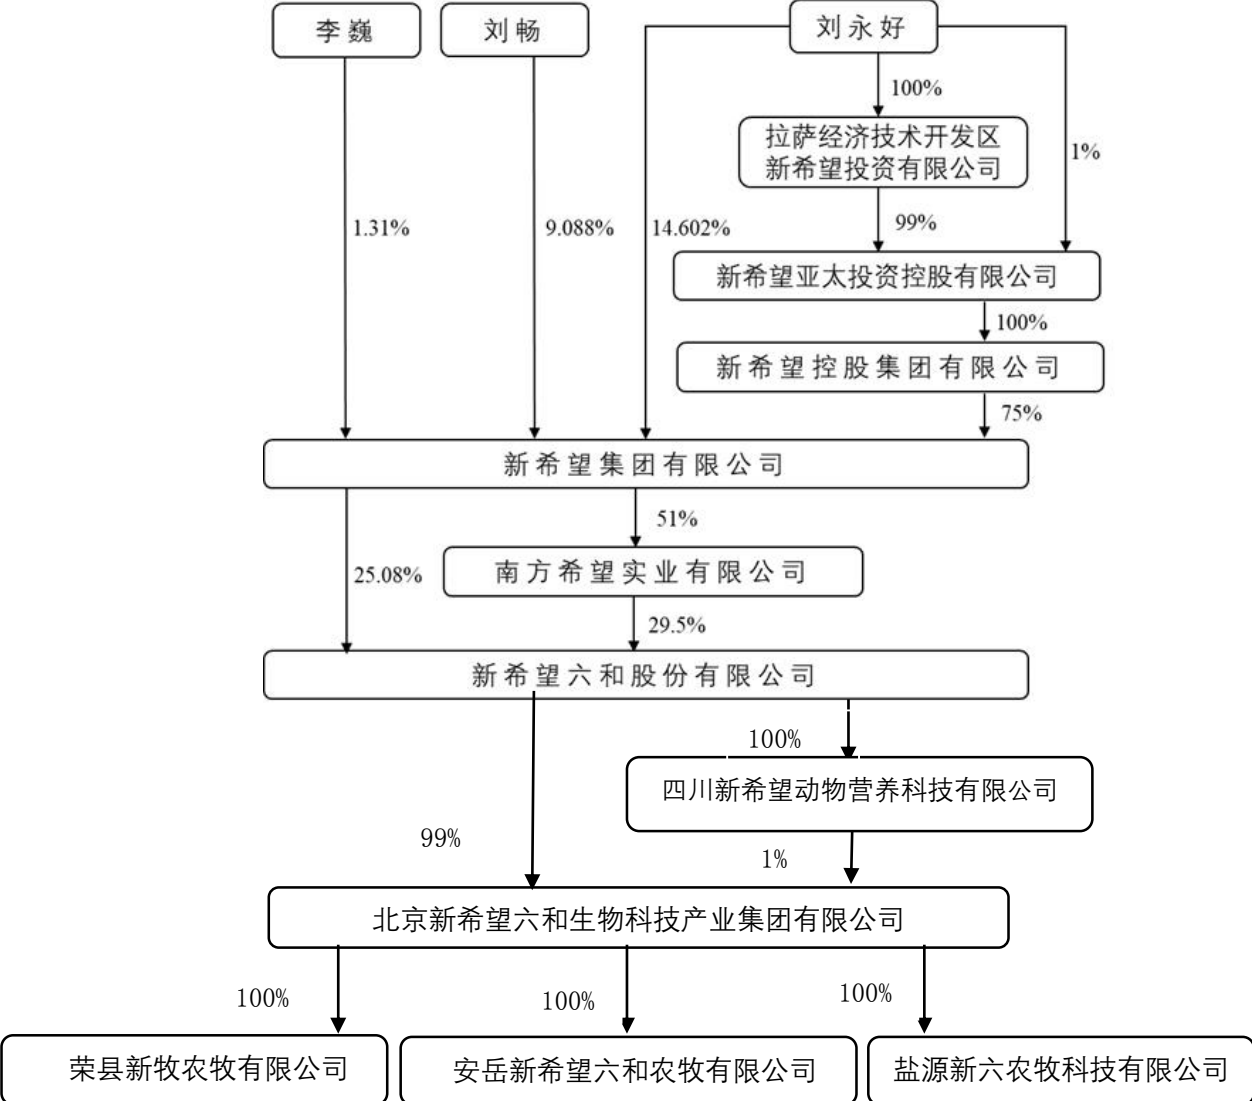 李巍
刘畅
刘永好
100%
拉萨经济技术开发区
新希望投资有限公司
1%
1.31%
9.088%
14.602%
99%
新希望亚太投资控股有限公司
100%
新希望控股集团有限公司
75%
新希望集团有限公司
51%
25.08%
南方希望实业有限公司
29.5%
新希望六和股份有限公司
100%
四川新希望动物营养科技有限公司
99%
1%
北京新希望六和生物科技产业集团有限公司
100%
100%
100%
荣县新牧农牧有限公司
安岳新希望六和农牧有限公司
盐源新六农牧科技有限公司